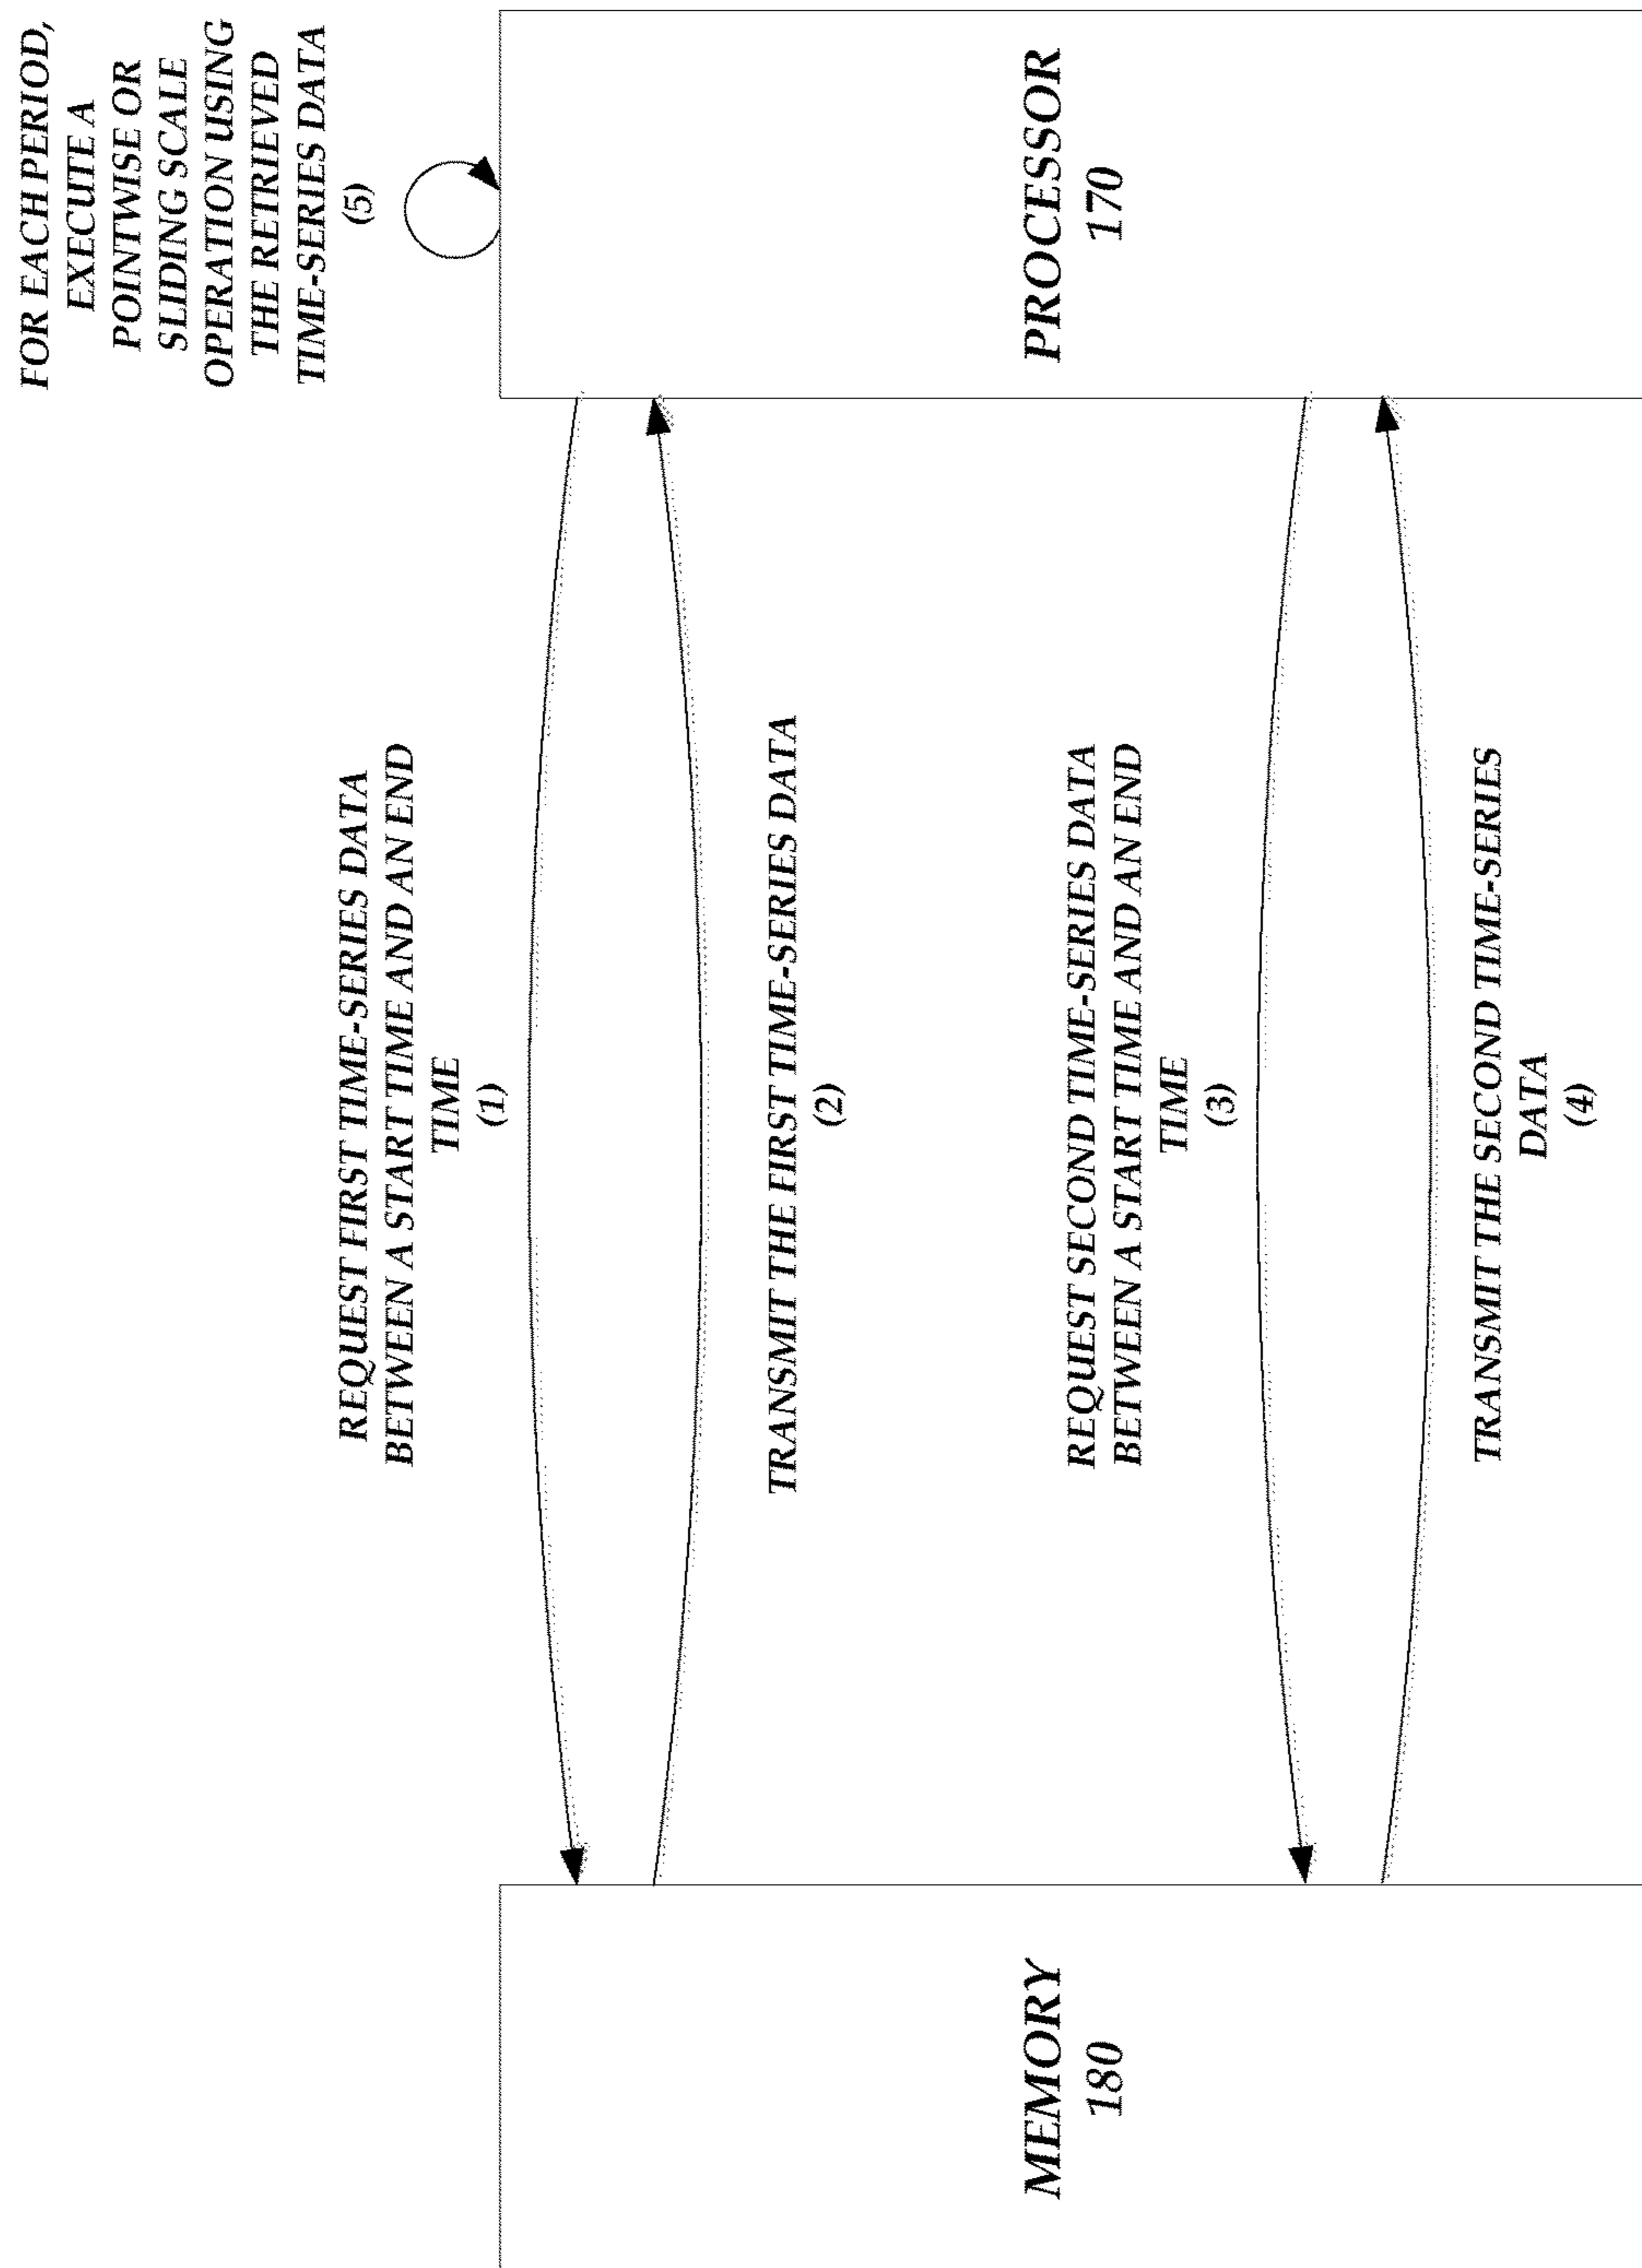 FOR EACH PERIOD,
EXECUTE A
POINTWISE OR
SLIDING SCALE
OPERATION USING
THE RETRIEVED
TIME-SERIES DATA
(5)
REQUEST FIRST TIME-SERIES DATA
BETWEEN A START TIME AND AN END
TIME
(1)
TRANSMIT THE FIRST TIME-SERIES DATA
(2)
REQUEST SECOND TIME-SERIES DATA
BETWEEN A START TIME AND AN END
TIME
(3)
TRANSMIT THE SECOND TIME-SERIES
DATA
(4)
MEMORY
180
PROCESSOR
170